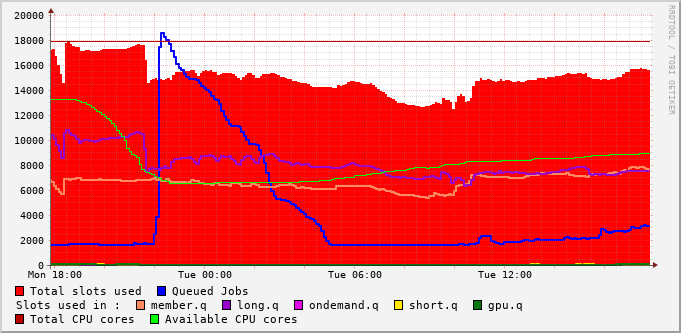 20000
18000
16000
14000
12000
10000
8000
6000
4000
2000
0
Mon 18:00 Tue 00:00 Tue 06:00 Tue 12:00
RRDTOOL / TOBI OETIKER
Total slots used Queued Jobs
Slots used in : member.q long.q ondemand.q short.q gpu.q
Total CPU cores Available CPU cores